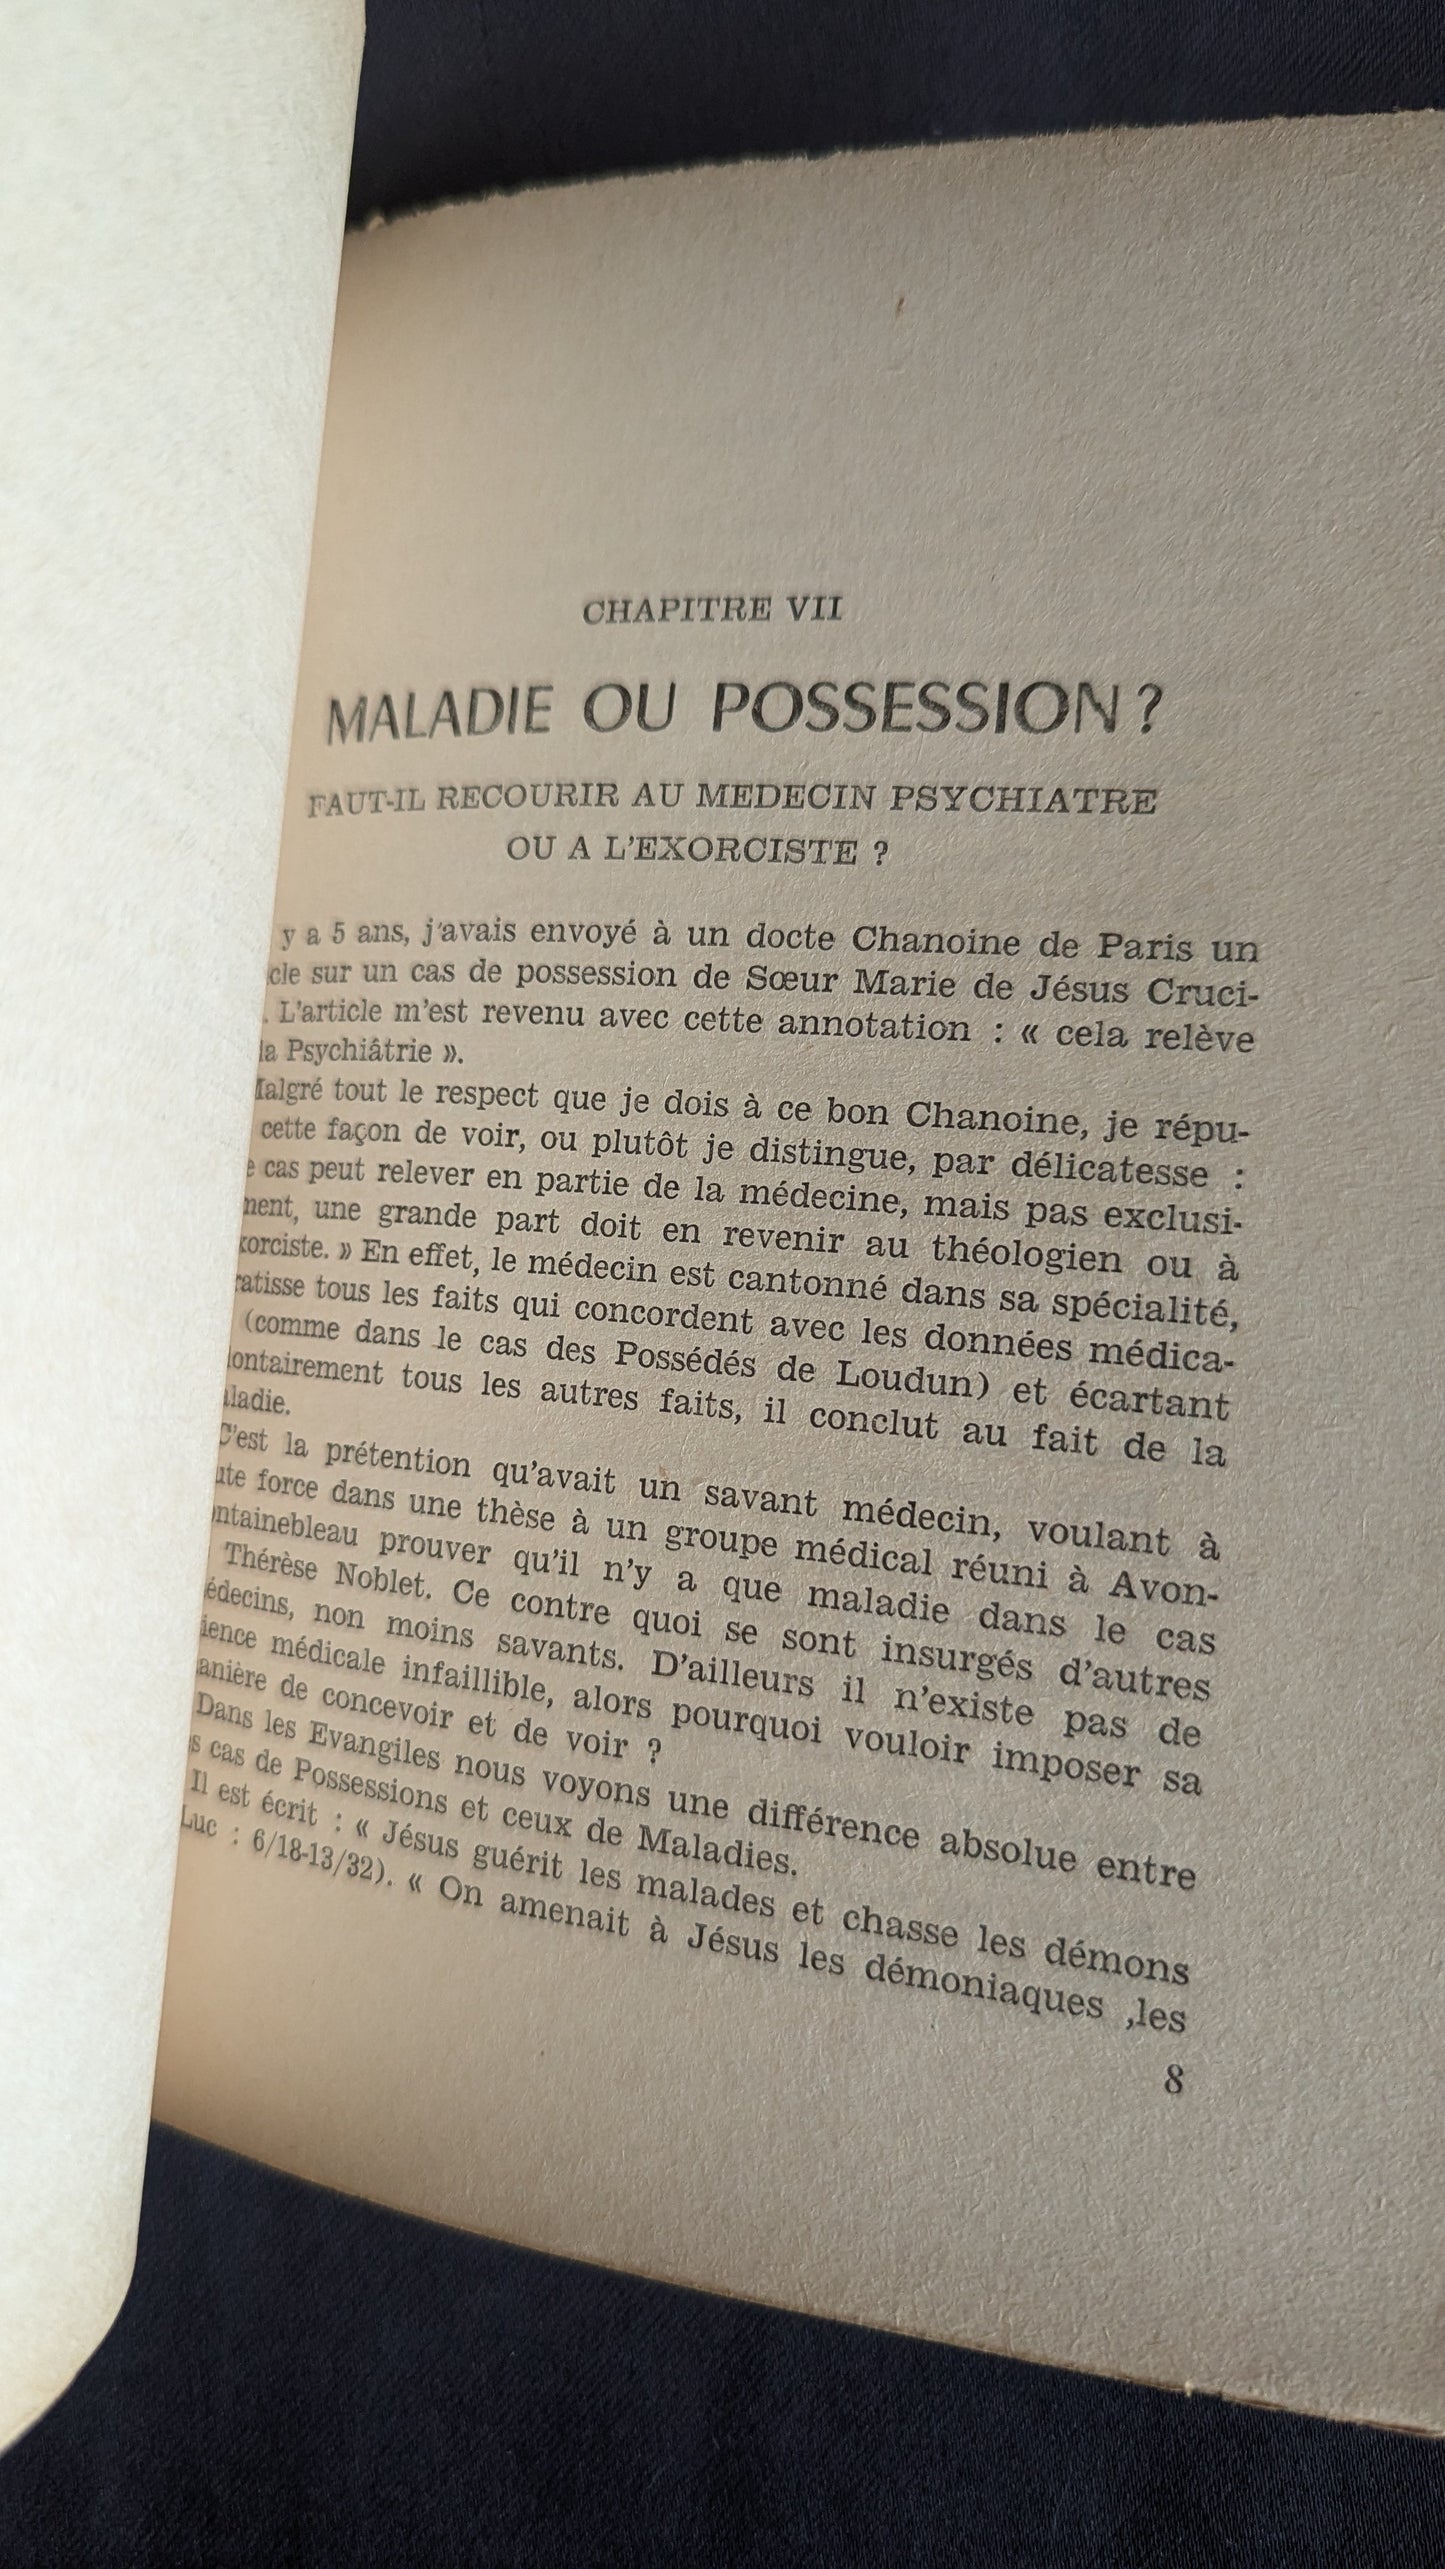 CHAPITRE VII
MALADIE OU POSSESSION ?
FAUT-IL RECOURIR AU MEDECIN PSYCHIATRE
OU A L'EXORCISTE ?
y a 5 ans, j'avais envoyé à un docte Chanoine de Paris un
cle sur un cas de possession de Sœur Marie de Jésus Cruci-
. L'article m'est revenu avec cette annotation : « cela relève
la Psychiâtrie ».
Malgré tout le respect que je dois à ce bon Chanoine, je répu-
cette façon de voir, ou plutôt je distingue, par délicatesse :
e cas peut relever en partie de la médecine, mais pas exclusi-
ment, une grande part doit en revenir au théologien ou à
xorciste. » En effet, le médecin est cantonné dans sa spécialité,
ratisse tous les faits qui concordent avec les données médica-
(comme dans le cas des Possédés de Loudun) et écartant
lontairement tous les autres faits, il conclut au fait de la
aladie.
C'est la prétention qu'avait un savant médecin, voulant à
ute force dans une thèse à un groupe médical réuni à Avon-
ontainebleau prouver qu'il n'y a que maladie dans le cas
Thérèse Noblet. Ce contre quoi se sont insurgés d'autres
édecins, non moins savants. D'ailleurs il n'existe pas de
ience médicale infaillible, alors pourquoi vouloir imposer sa
anière de concevoir et de voir ?
Dans les Evangiles nous voyons une différence absolue entre
s cas de Possessions et ceux de Maladies.
Il est écrit : « Jésus guérit les malades et chasse les démons
Luc : 6/18-13/32). « On amenait à Jésus les démoniaques ,les
8